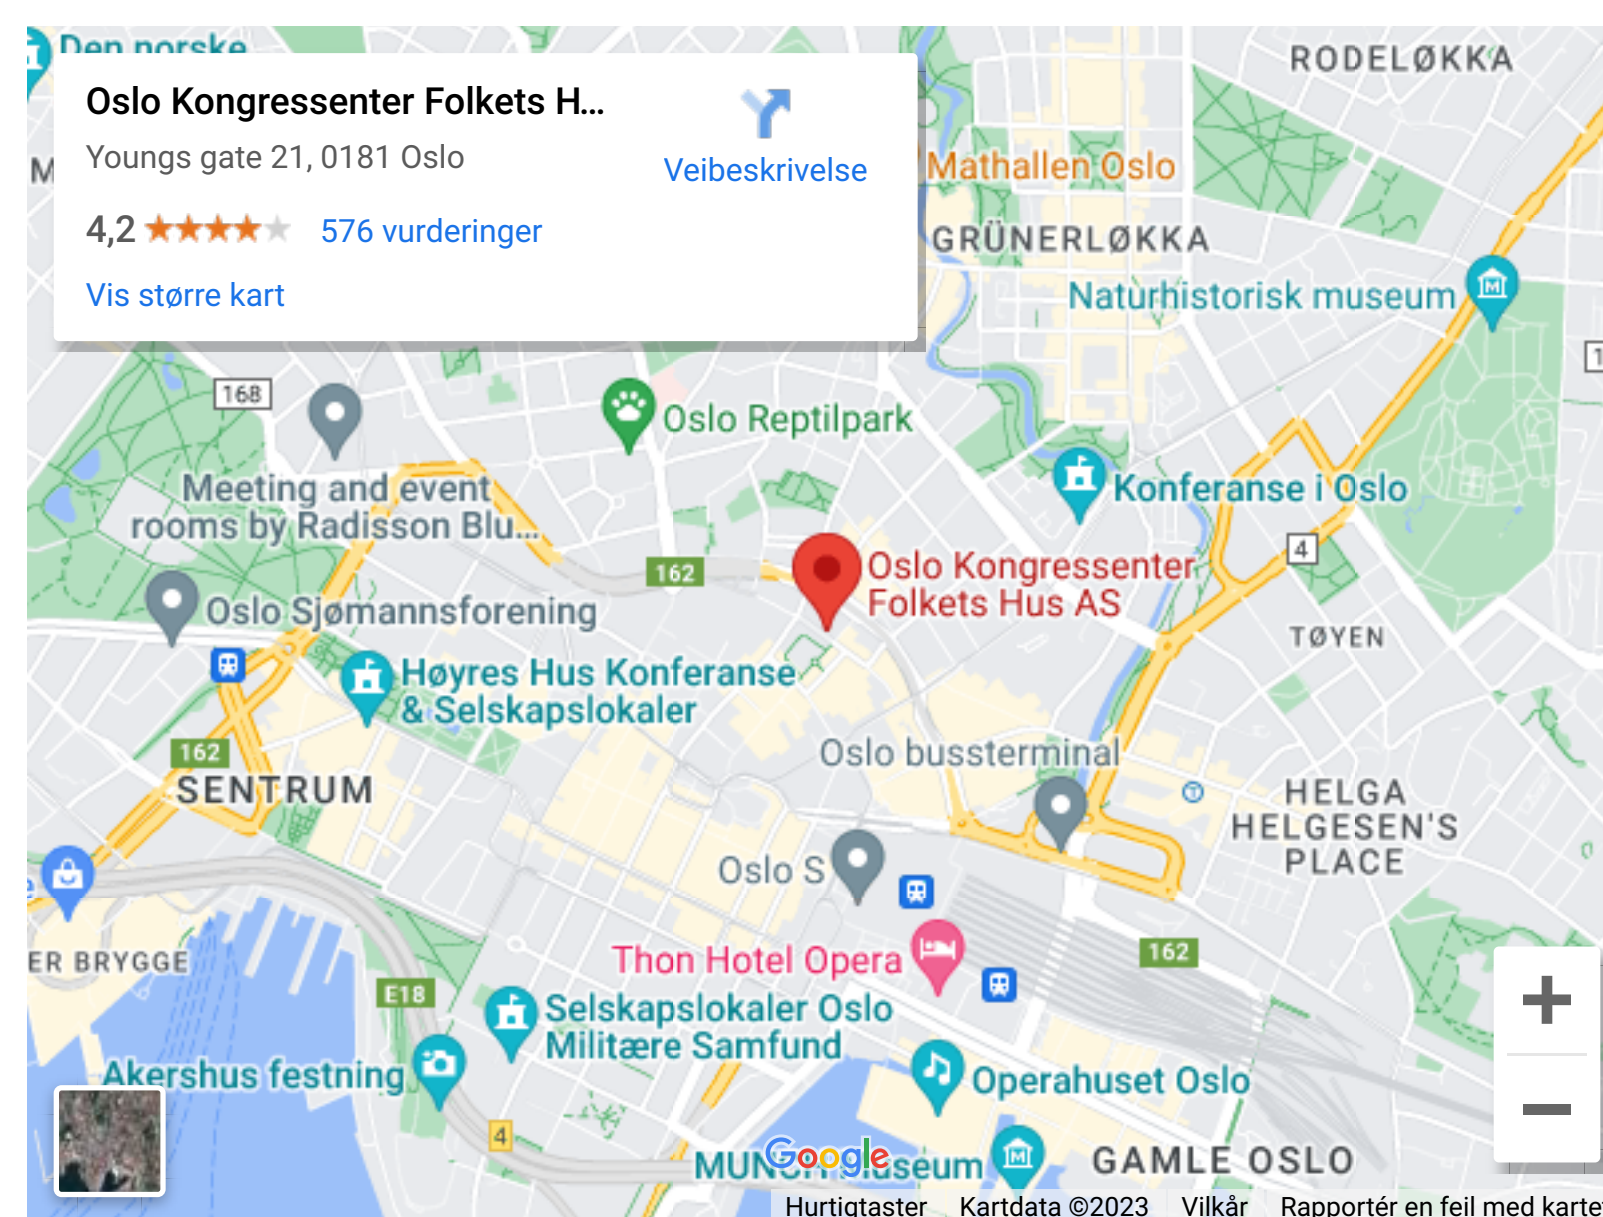 Den norske
RODELØKKA
Oslo Kongressenter Folkets H...
Youngs gate 21, 0181 Oslo
Veibeskrivelse
4,2
576 vurderinger
Vis større kart
M
Mathallen Oslo
GRÜNERLØKKA
Naturhistorisk museum
1
168
Oslo Reptilpark
Meeting and event
rooms by Radisson Blu...
Konferanse i Oslo
4
162
Oslo Kongressenter
Folkets Hus AS
Oslo Sjømannsforening
TØYEN
Høyres Hus Konferanse
& Selskapslokaler
162
SENTRUM
Oslo bussterminal
HELGA
HELGESEN'S
PLACE
Oslo S
e
ER BRYGGE
Thon Hotel Opera
162
E18
Selskapslokaler Oslo
Militære Samfund
Akershus festning
Operahuset Oslo
4
Google
MUNCH museum
GAMLE OSLO
Hurtigtaster
Kartdata ©2023
Vilkår
Rapportér en feil med kartet